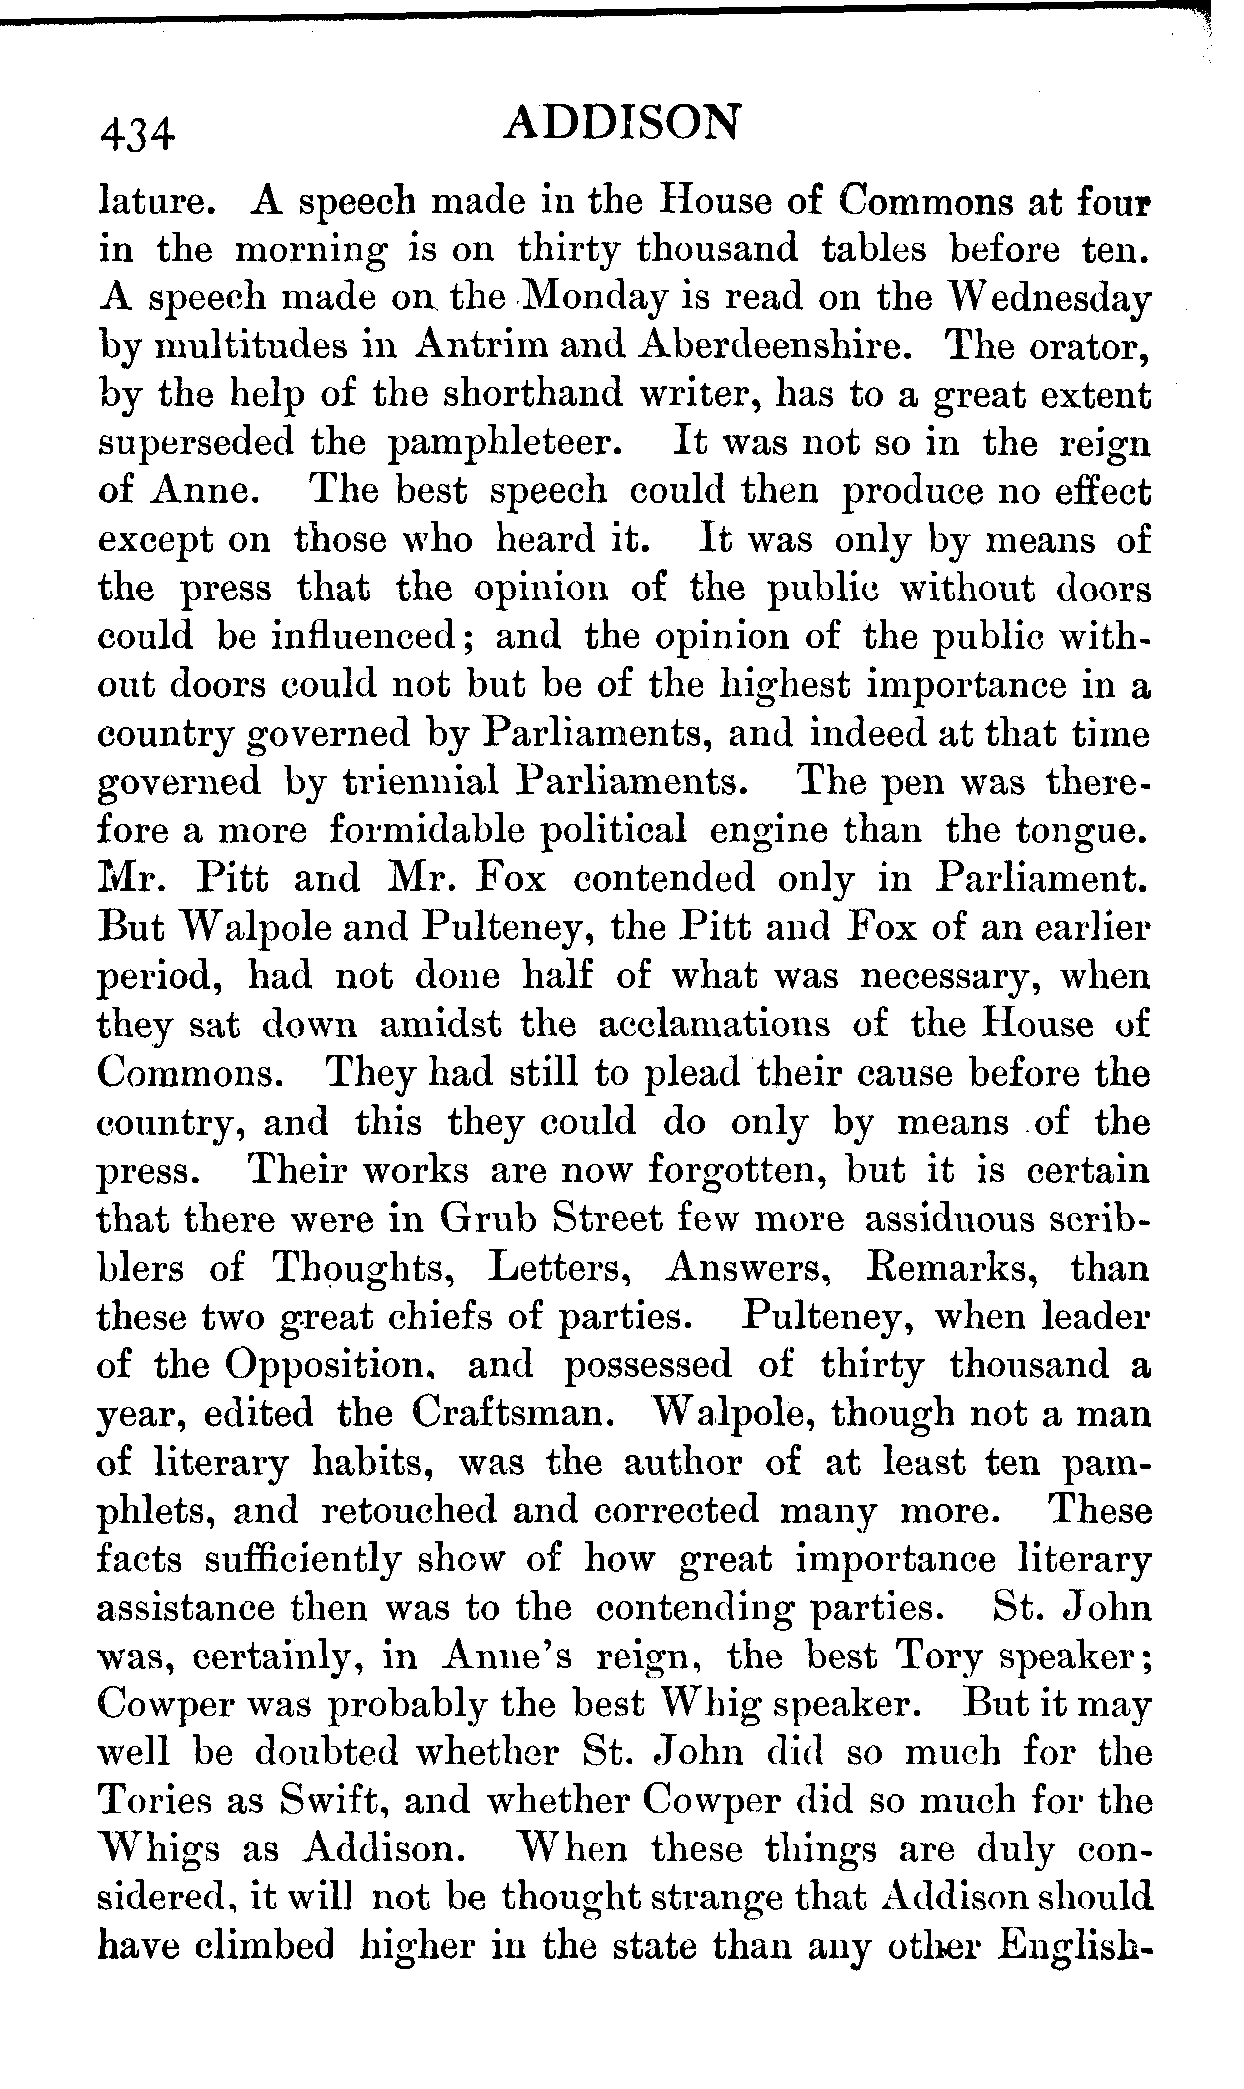 434 ADDISON
lature. A speech made in the House of Commons at four
in the morning is on thirty thousand tables before ten.
A speech made on the Monday is read on the Wednesday
by multitudes in Antrim and Aberdeenshire. The orator,
by the help of the shorthand writer, has to a great extent
superseded the pamphleteer. It was not so in the reign
of Anne. The best speech could then produce no effect
except on those who heard it. It was only by means of
the press that the opinion of the public without doors
could be influenced; and the opinion of the public with-
out doors could not but be of the highest importance in a
country governed by Parliaments, and indeed at that time
governed by triennial Parliaments. The pen was there-
fore a more formidable political engine than the tongue.
Mr. Pitt and Mr. Fox contended only in Parliament.
But Walpole and Pulteney, the Pitt and Fox of an earlier
period, had not done half of what was necessary, when
they sat down amidst the acclamations of the House of
Commons. They had still to plead their cause before the
country, and this they could do only by means of the
press. Their works are now forgotten, but it is certain
that there were in Grub Street few more assiduous scrib-
blers of Thoughts, Letters, Answers, Remarks, than
these two great chiefs of parties. Pulteney, when leader
of the Opposition, and possessed of thirty thousand a
year, edited the Craftsman. Walpole, though not a man
of literary habits, was the author of at least ten pam-
phlets, and retouched and corrected many more. These
facts sufficiently show of how great importance literary
assistance then was to the contending parties. St. John
was, certainly, in Anne's reign, the best Tory speaker;
Cowper was probably the best Whig speaker. But it may
well be doubted whether St. John did so much for the
Tories as Swift, and whether Cowper did so much for the
Whigs as Addison. When these things are duly con-
sidered, it will not be thought strange that Addison should
have climbed higher in the state than any other English-